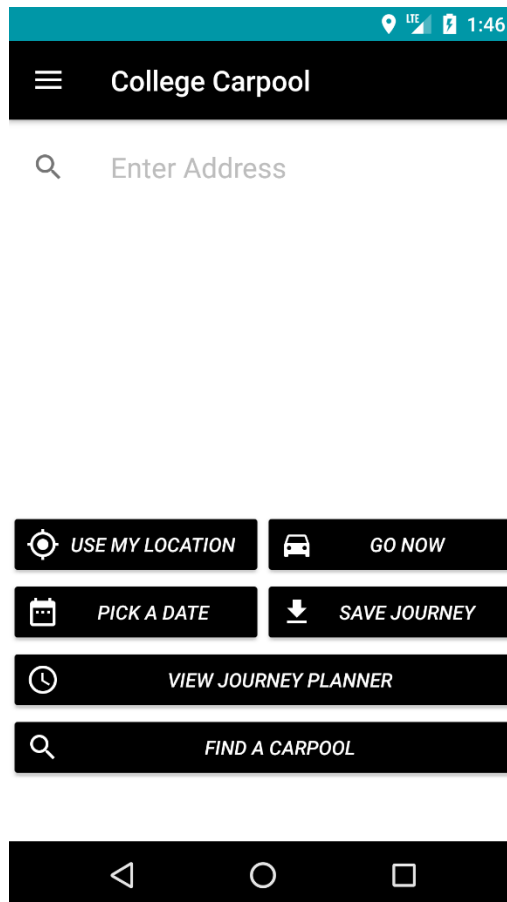 LTE 1:46
College Carpool
Enter Address
USE MY LOCATION
GO NOW
PICK A DATE
SAVE JOURNEY
VIEW JOURNEY PLANNER
FIND A CARPOOL